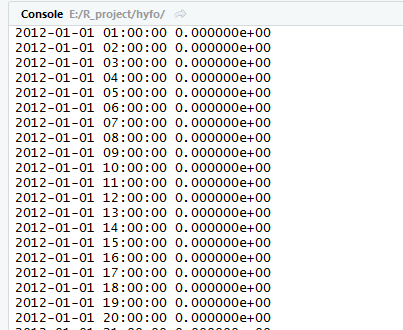 Console E:/R_project/hyfo/
2012-01-01 01:00:00 0.000000e+00
2012-01-01 02:00:00 0.000000e+00
2012-01-01 03:00:00 0.000000e+00
2012-01-01 04:00:00 0.000000e+00
2012-01-01 05:00:00 0.000000e+00
2012-01-01 06:00:00 0.000000e+00
2012-01-01 07:00:00 0.000000e+00
2012-01-01 08:00:00 0.000000e+00
2012-01-01 09:00:00 0.000000e+00
2012-01-01 10:00:00 0.000000e+00
2012-01-01 11:00:00 0.000000e+00
2012-01-01 12:00:00 0.000000e+00
2012-01-01 13:00:00 0.000000e+00
2012-01-01 14:00:00 0.000000e+00
2012-01-01 15:00:00 0.000000e+00
2012-01-01 16:00:00 0.000000e+00
2012-01-01 17:00:00 0.000000e+00
2012-01-01 18:00:00 0.000000e+00
2012-01-01 19:00:00 0.000000e+00
2012-01-01 20:00:00 0.000000e+00